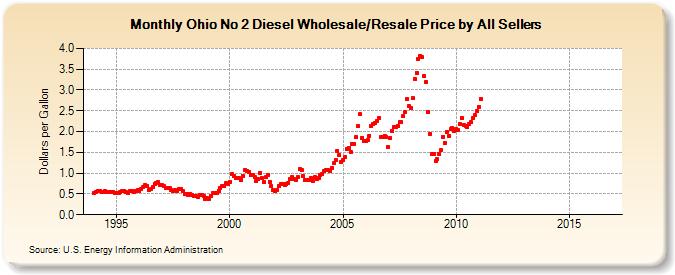 Monthly Ohio No 2 Diesel Wholesale/Resale Price by All Sellers
Dollars per Gallon
4.0
3.5
3.0
2.5
2.0
1.5
1.0
0.5
0.0
1995 2000 2005 2010 2015
Source: U.S. Energy Information Administration